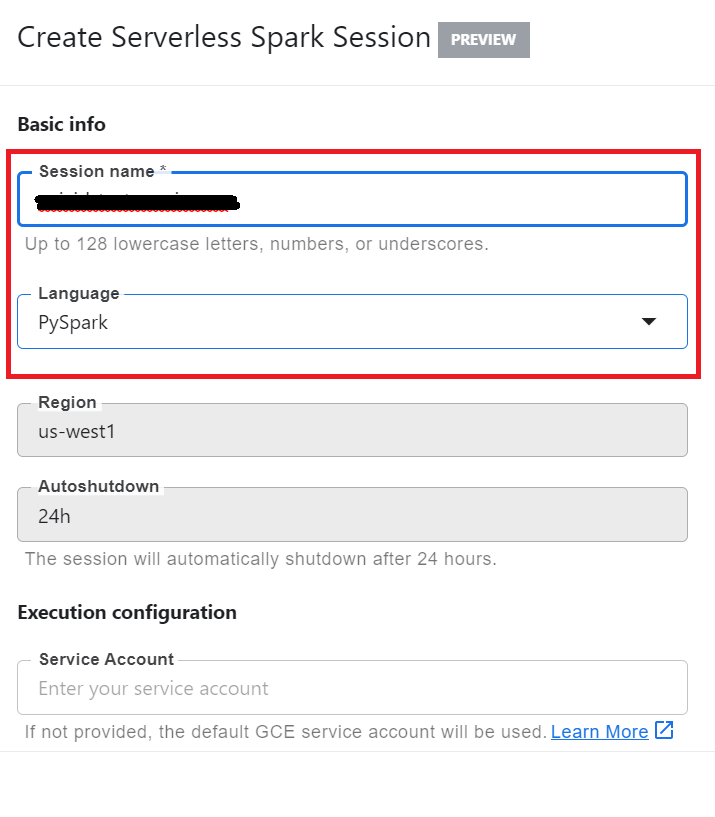 Create Serverless Spark Session PREVIEW
Basic info
Session name *
Up to 128 lowercase letters, numbers, or underscores.
Language
PySpark
Region
us-west1
Autoshutdown
24h
The session will automatically shutdown after 24 hours.
Execution configuration
Service Account
Enter your service account
If not provided, the default GCE service account will be used. Learn More